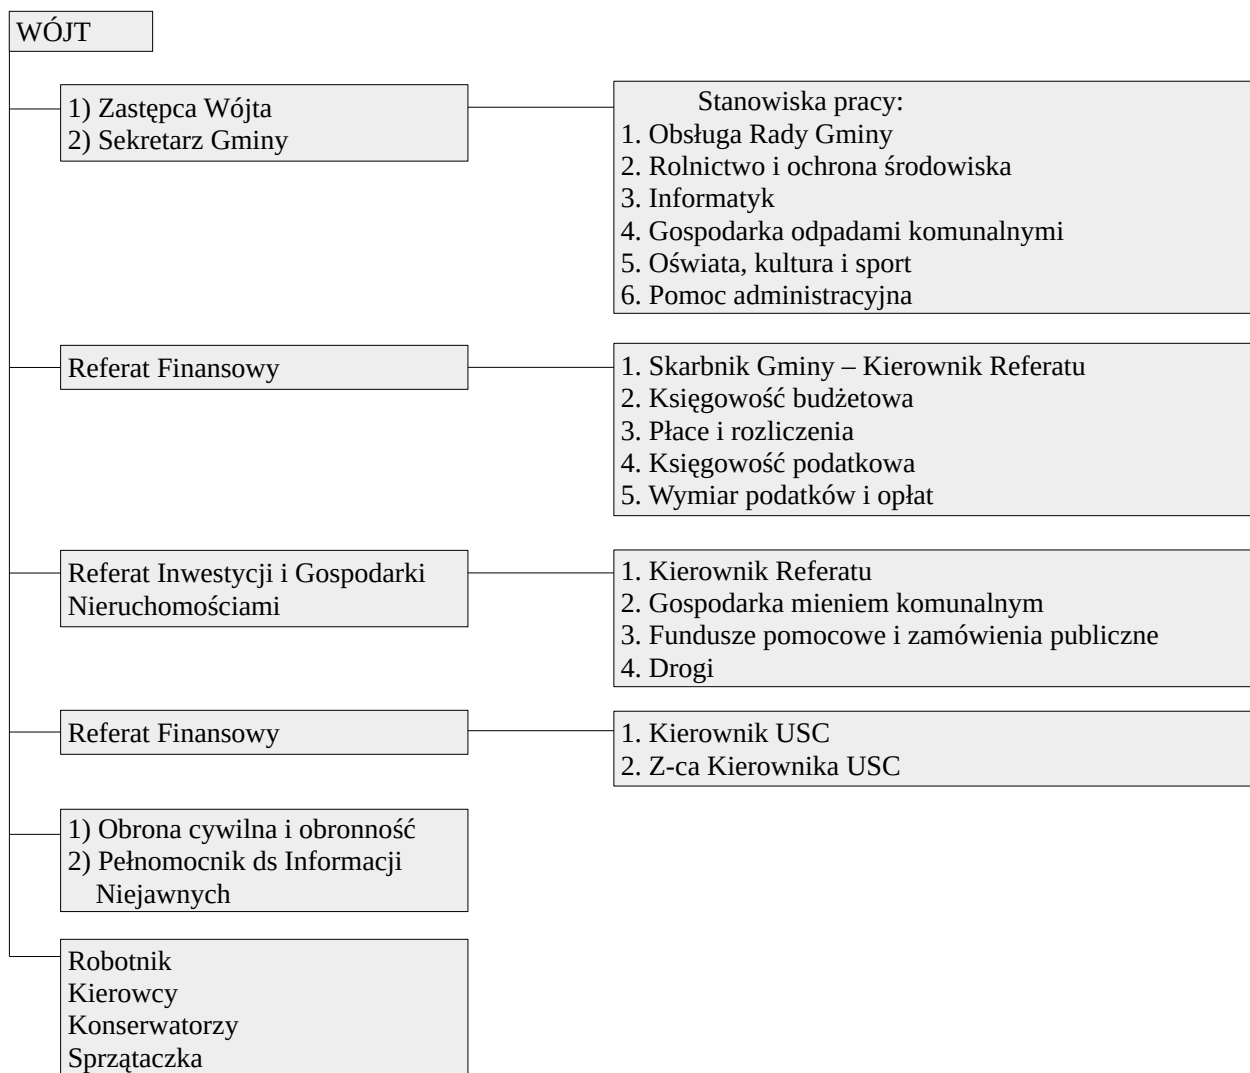 WÓJT
1) Zastępca Wójta
2) Sekretarz Gminy
Stanowiska pracy:
1. Obsługa Rady Gminy
2. Rolnictwo i ochrona środowiska
3. Informatyk
4. Gospodarka odpadami komunalnymi
5. Oświata, kultura i sport
6. Pomoc administracyjna
Referat Finansowy
1. Skarbnik Gminy – Kierownik Referatu
2. Księgowość budżetowa
3. Płace i rozliczenia
4. Księgowość podatkowa
5. Wymiar podatków i opłat
Referat Inwestycji i Gospodarki
Nieruchomościami
1. Kierownik Referatu
2. Gospodarka mieniem komunalnym
3. Fundusze pomocowe i zamówienia publiczne
4. Drogi
Referat Finansowy
1. Kierownik USC
2. Z-ca Kierownika USC
1) Obrona cywilna i obronność
2) Pełnomocnik ds Informacji
Niejawnych
Robotnik
Kierowcy
Konserwatorzy
Sprzątaczka